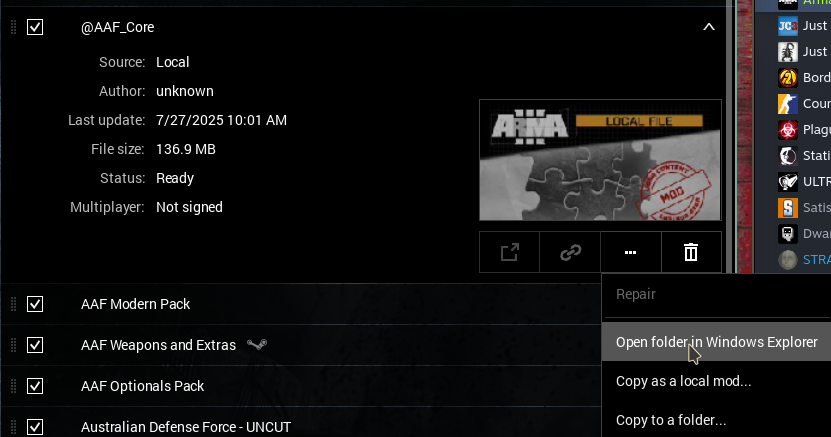 @AAF_Core
Source: Local
Author: unknown
Last update: 7/27/2025 10:01 AM
File size: 136.9 MB
Status: Ready
Multiplayer: Not signed
ARMA III
LOCAL FILE
MOD
Repair
Open folder in Windows Explorer
Copy as a local mod...
Copy to a folder...
AAF Modern Pack
AAF Weapons and Extras
AAF Optionals Pack
Australian Defense Force - UNCUT
Just
Just
Bord
Coun
Plagu
Stati
ULTR
Satis
Dwar
STRA